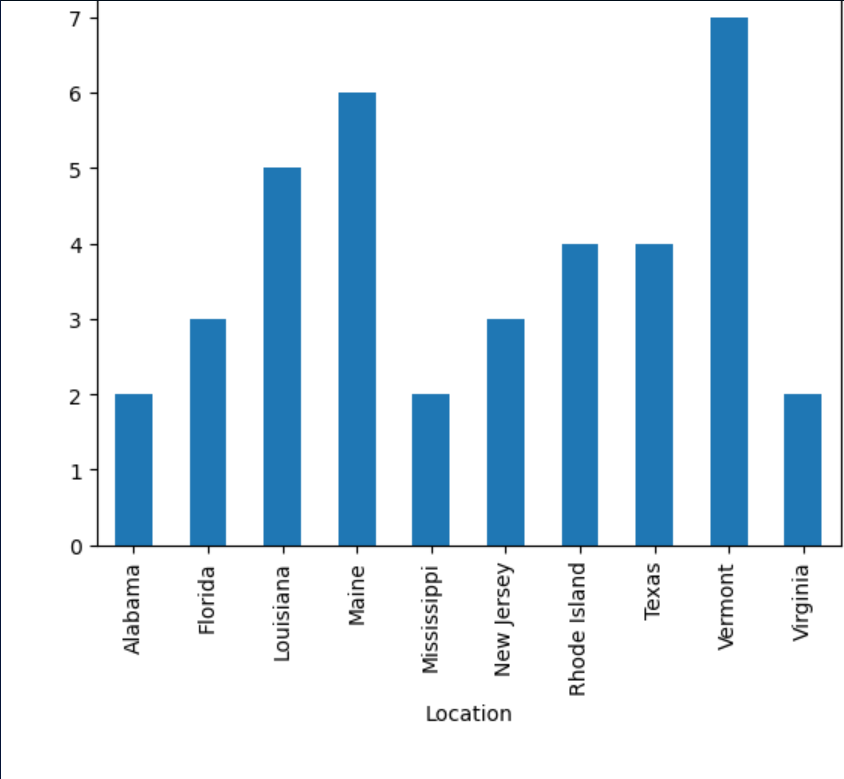 7
6
5
4
3
2
1
0
Alabama
Florida
Louisiana
Maine
Mississippi
New Jersey
Rhode Island
Texas
Vermont
Virginia
Location